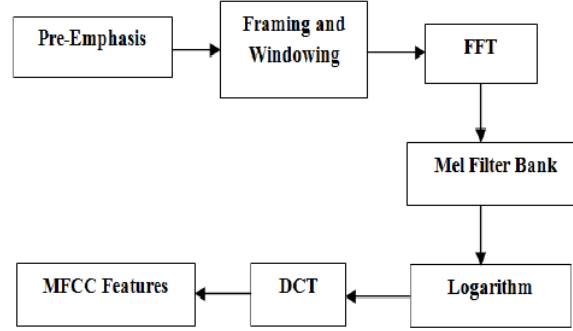 Pre-Emphasis
Framing and
Windowing
FFT
Mel Filter Bank
Logarithm
DCT
MFCC Features